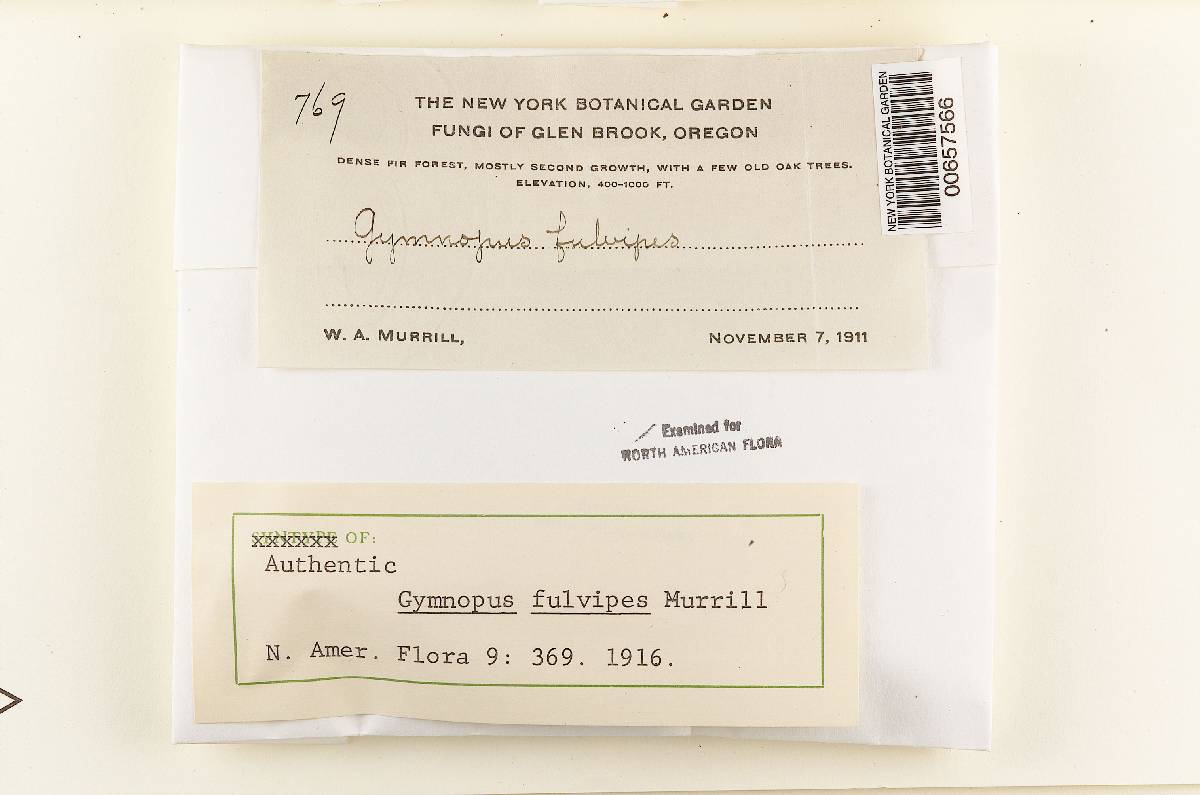 769
THE NEW YORK BOTANICAL GARDEN
FUNGI OF GLEN BROOK, OREGON
DENSE FIR FOREST, MOSTLY SECOND GROWTH, WITH A FEW OLD OAK TREES.
ELEVATION, 400-1000 FT.
Gymnopus fulvipes
W. A. MURRILL,
NOVEMBER 7, 1911
NEW YORK BOTANICAL GARDEN
00657566
Examined for
NORTH AMERICAN FLORA
SYNTYPE OF:
Authentic
Gymnopus fulvipes Murrill
N. Amer. Flora 9: 369. 1916.